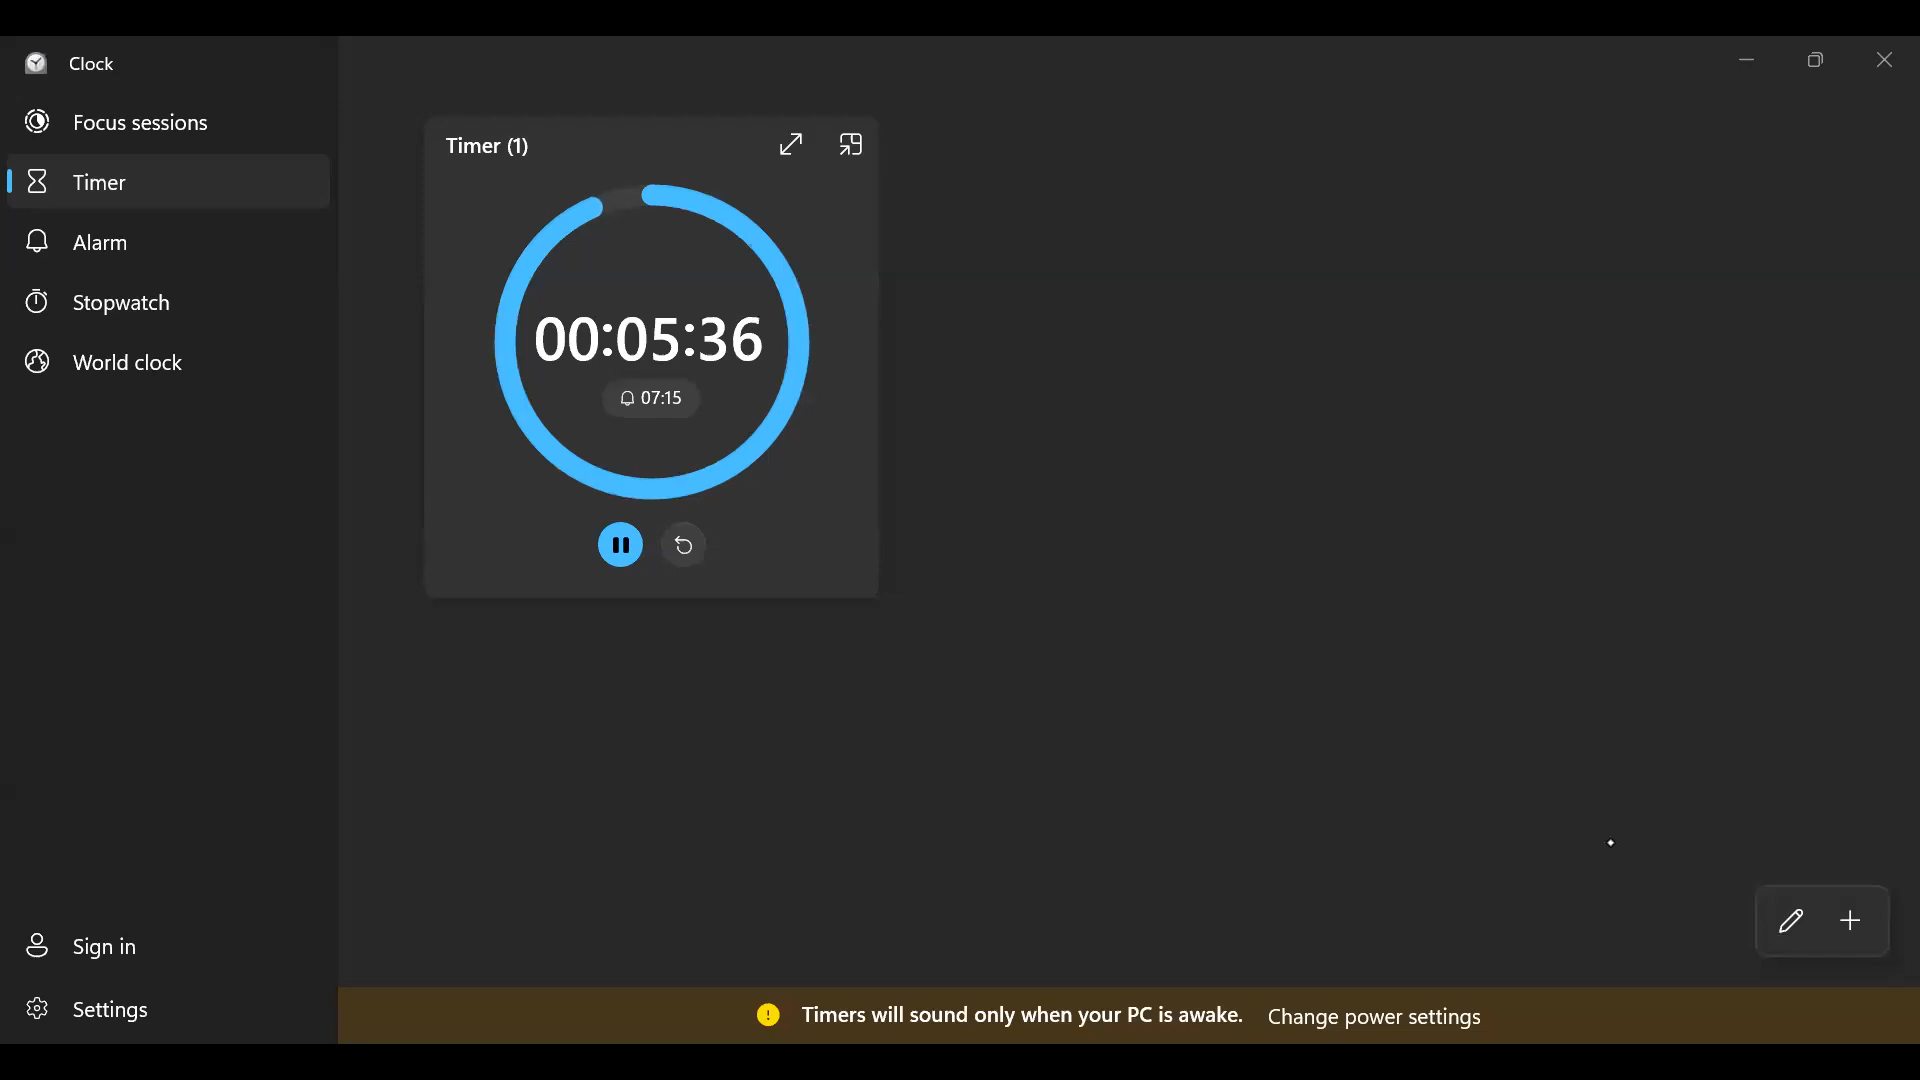 Clock
Focus sessions
Timer
Alarm
Stopwatch
World clock
Sign in
Settings
Timer (1)
00:05:36
07:15
Timers will sound only when your PC is awake. Change power settings